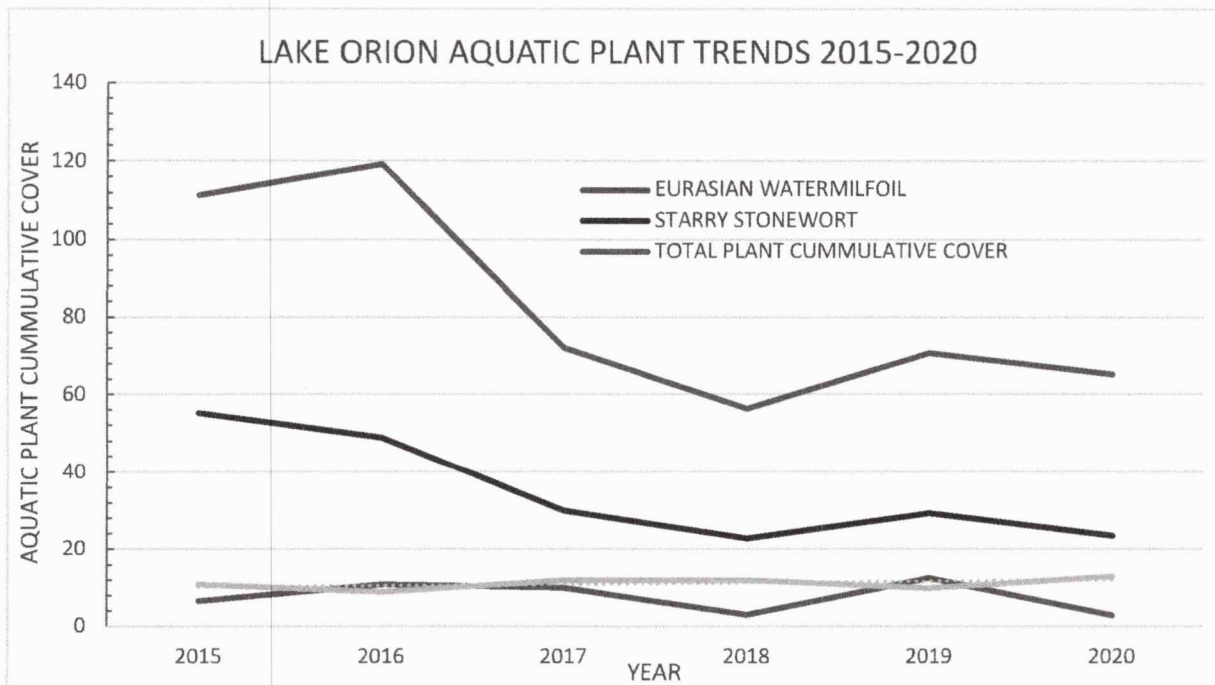 LAKE ORION AQUATIC PLANT TRENDS 2015-2020
AQUATIC PLANT CUMMULATIVE COVER
140
120
100
80
60
40
20
0
EURASIAN WATERMILFOIL
STARRY STONEWORT
TOTAL PLANT CUMMULATIVE COVER
2015 2016 2017 2018 2019 2020
YEAR